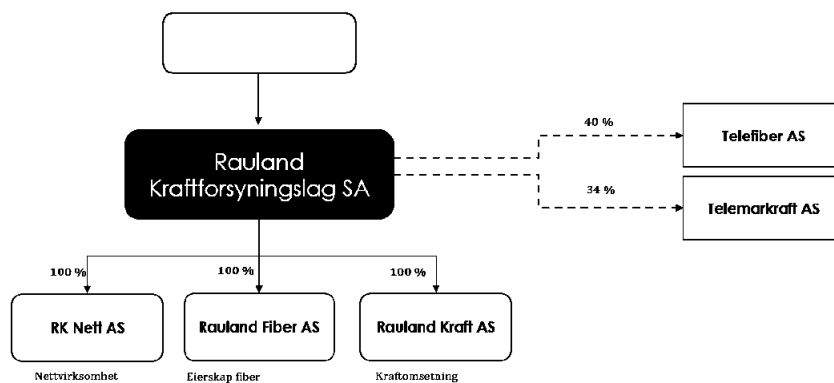 40 %
Telefiber AS
Rauland
Kraftforsyningslag SA
34 %
Telemarkraft AS
100 %
100 %
100 %
RK Nett AS
Rauland Fiber AS
Rauland Kraft AS
Nettvirksomhet
Eierskap fiber
Kraftomsetning